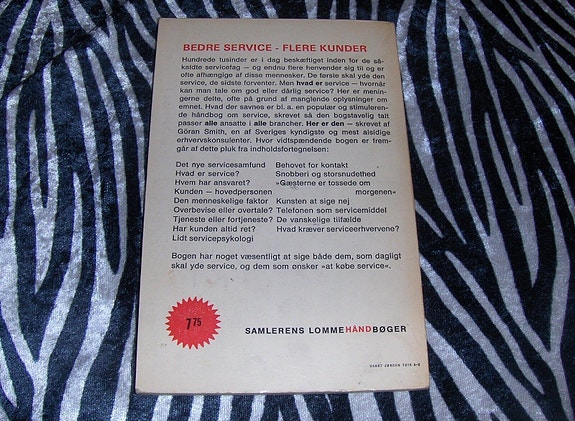 BEDRE SERVICE - FLERE KUNDER
Hundrede tusinder er i dag beskæftiget inden for de så-
kaldte servicefag — og endnu flere henvender sig til og er
ofte afhængige af disse mennesker. De første skal yde den
service, de sidste forventer. Men hvad er service — hvornår
kan man tale om god eller dårlig service? Her er menin-
gerne delte, ofte på grund af manglende oplysninger om
emnet. Hvad der savnes er bl. a. en populær og stimuleren-
de håndbog om service, skrevet så den bogstavelig talt
passer alle ansatte i alle brancher. Her er den — skrevet af
Göran Smith, en af Sveriges kyndigste og mest alsidige
erhvervskonsulenter. Hvor vidtspændende bogen er frem-
går af dette pluk fra indholdsfortegnelsen:
Det nye servicesamfund
Hvad er service?
Hvem har ansvaret?
Kunden — hovedpersonen
Den menneskelige faktor
Overbevise eller overtale?
Tjeneste eller fortjeneste?
Har kunden altid ret?
Lidt servicepsykologi
Behovet for kontakt
Snobberi og storsnudethed
»Gæsterne er tossede om
morgenen«
Kunsten at sige nej
Telefonen som servicemiddel
De vanskelige tilfælde
Hvad kræver serviceerhvervene?
Bogen har noget væsentligt at sige både dem, som dagligt
skal yde service, og dem som ønsker »at købe service«.
7 75
SAMLERENS LOMMEHÅNDBØGER